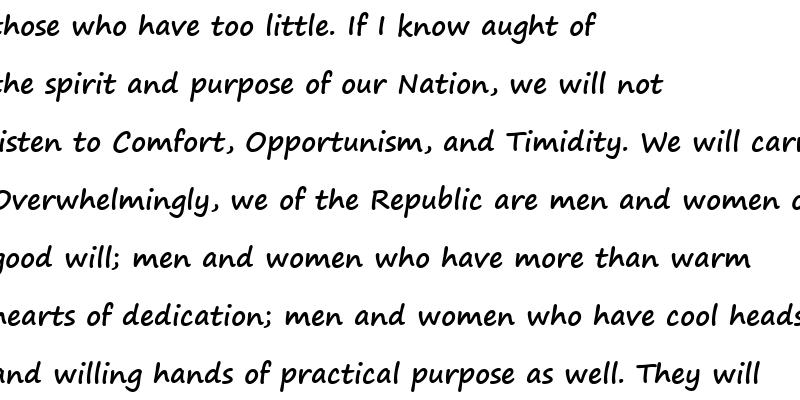 those who have too little. If I know aught of
the spirit and purpose of our Nation, we will not
listen to Comfort, Opportunism, and Timidity. We will carry
Overwhelmingly, we of the Republic are men and women of
good will; men and women who have more than warm
hearts of dedication; men and women who have cool heads
and willing hands of practical purpose as well. They will